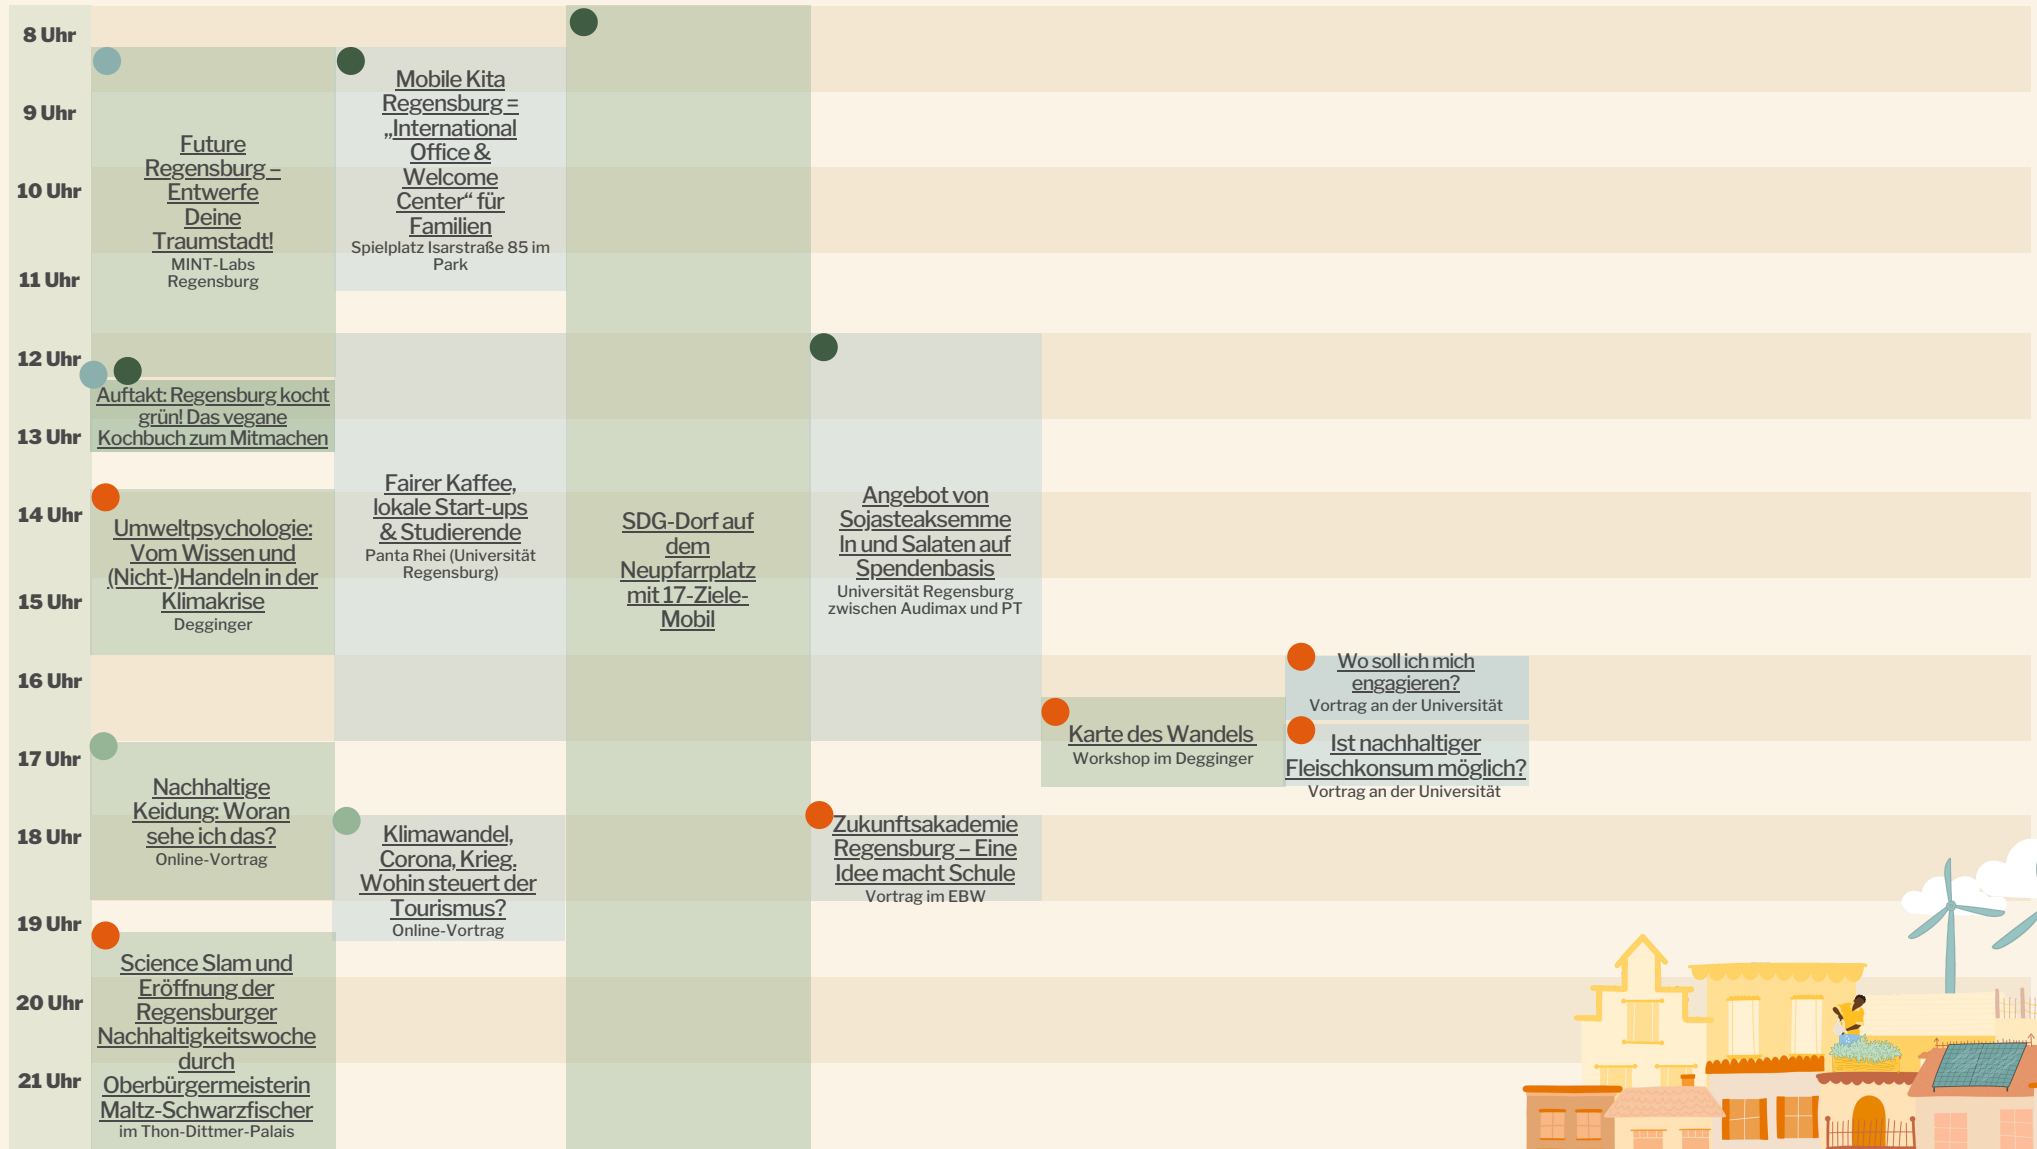 8 Uhr
9 Uhr
10 Uhr
11 Uhr
12 Uhr
13 Uhr
14 Uhr
15 Uhr
16 Uhr
17 Uhr
18 Uhr
19 Uhr
20 Uhr
21 Uhr
Future
Regensburg –
Entwerfe
Deine
Traumstadt!
MINT-Labs
Regensburg
Auftakt: Regensburg kocht
grün! Das vegane
Kochbuch zum Mitmachen
Umweltpsychologie:
Vom Wissen und
(Nicht-)Handeln in der
Klimakrise
Degginger
Nachhaltige
Keidung: Woran
sehe ich das?
Online-Vortrag
Science Slam und
Eröffnung der
Regensburger
Nachhaltigkeitswoche
durch
Oberbürgermeisterin
Maltz-Schwarzfischer
im Thon-Dittmer-Palais
Mobile Kita
Regensburg =
„International
Office &
Welcome
Center“ für
Familien
Spielplatz Isarstraße 85 im
Park
Fairer Kaffee,
lokale Start-ups
& Studierende
Panta Rhei (Universität
Regensburg)
Klimawandel,
Corona, Krieg.
Wohin steuert der
Tourismus?
Online-Vortrag
SDG-Dorf auf
dem
Neupfarrplatz
mit 17-Ziele-
Mobil
Angebot von
Sojasteaksemme
ln und Salaten auf
Spendenbasis
Universität Regensburg
zwischen Audimax und PT
Zukunftsakademie
Regensburg – Eine
Idee macht Schule
Vortrag im EBW
Karte des Wandels
Workshop im Degginger
Wo soll ich mich
engagieren?
Vortrag an der Universität
Ist nachhaltiger
Fleischkonsum möglich?
Vortrag an der Universität